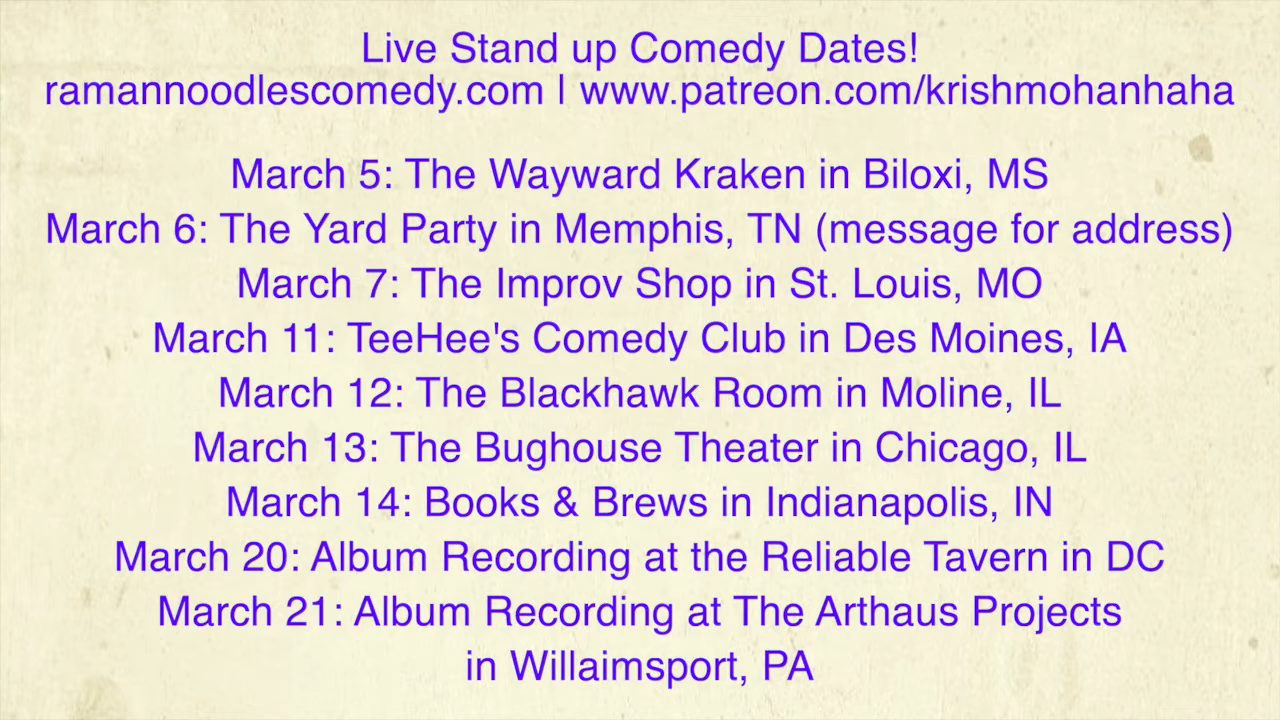 Live Stand up Comedy Dates!
ramannoodlescomedy.com | www.patreon.com/krishmohanhaha
March 5: The Wayward Kraken in Biloxi, MS
March 6: The Yard Party in Memphis, TN (message for address)
March 7: The Improv Shop in St. Louis, MO
March 11: TeeHee's Comedy Club in Des Moines, IA
March 12: The Blackhawk Room in Moline, IL
March 13: The Bughouse Theater in Chicago, IL
March 14: Books & Brews in Indianapolis, IN
March 20: Album Recording at the Reliable Tavern in DC
March 21: Album Recording at The Arthaus Projects
in Willaimsport, PA